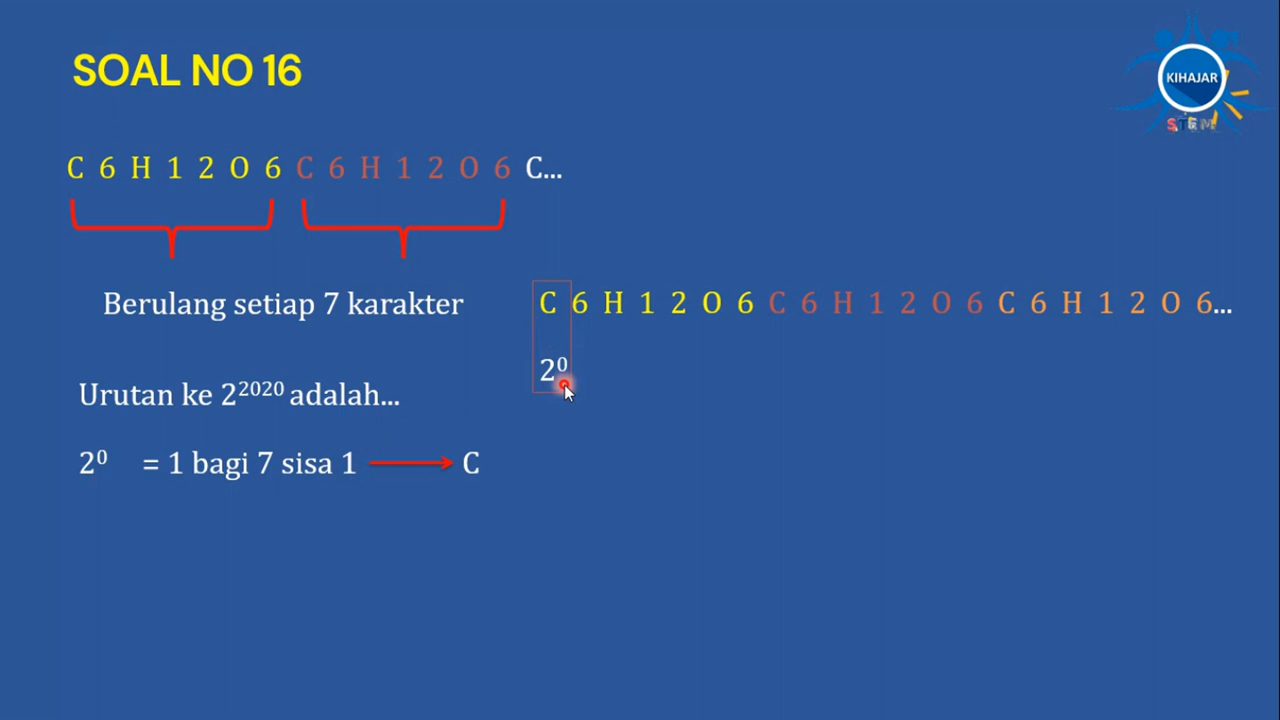 SOAL NO 16
KIHAJAR
STEM
C 6 H 1 2 O 6 C 6 H 1 2 O 6 C...
Berulang setiap 7 karakter
C 6 H 1 2 O 6 C 6 H 1 2 O 6 C 6 H 1 2 O 6...
2⁰
Urutan ke 2²⁰²⁰ adalah...
2⁰ = 1 bagi 7 sisa 1 → C